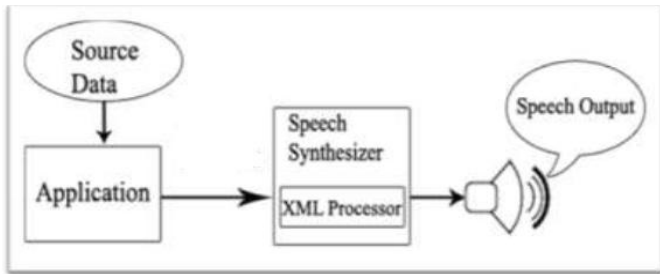 Source
Data
Application
Speech
Synthesizer
XML Processor
Speech Output